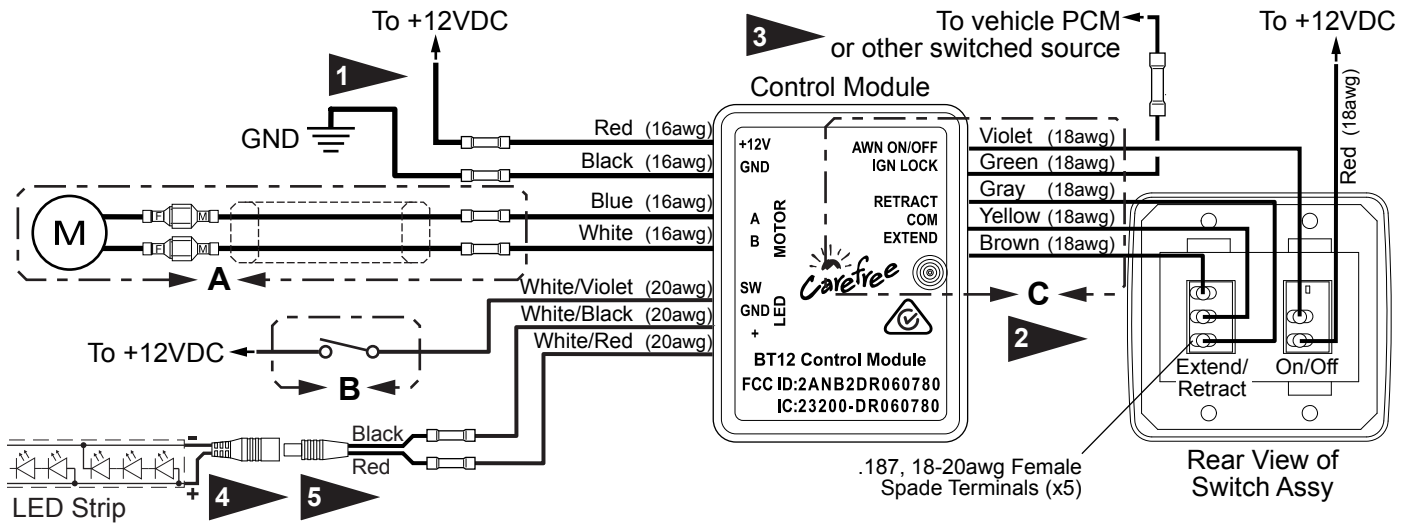 To +12VDC
1
GND
Red (16awg)
Black (16awg)
Blue (16awg)
White (16awg)
M
F M
F M
A
White/Violet (20awg)
White/Black (20awg)
White/Red (20awg)
To +12VDC
B
Black
Red
-
+
LED Strip
4
5
3
To vehicle PCM
or other switched source
Control Module
+12V
GND
A
B
MOTOR
SW
GND
+
LED
AWN ON/OFF
IGN LOCK
RETRACT
COM
EXTEND
Carefree
BT12 Control Module
FCC ID:2ANB2DR060780
IC:23200-DR060780
Violet (18awg)
Green (18awg)
Gray (18awg)
Yellow (18awg)
Brown (18awg)
C
2
To +12VDC
Red (18awg)
Extend/
Retract
On/Off
.187, 18-20awg Female
Spade Terminals (x5)
Rear View of
Switch Assy